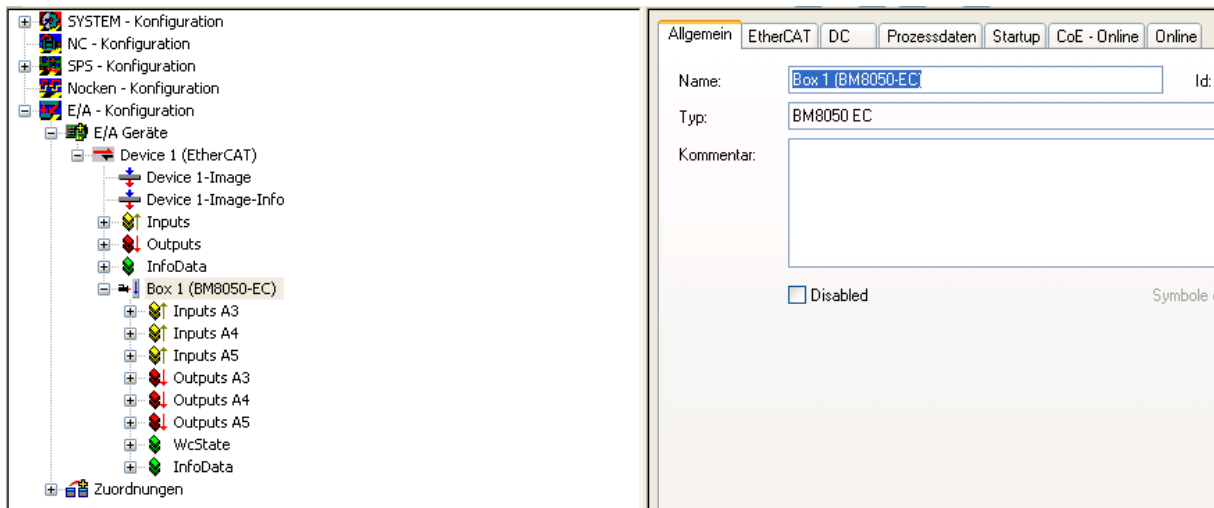 SYSTEM - Konfiguration
NC - Konfiguration
SPS - Konfiguration
Nocken - Konfiguration
E/A - Konfiguration
E/A Geräte
Device 1 (EtherCAT)
Device 1-Image
Device 1-Image-Info
Inputs
Outputs
InfoData
Box 1 (BM8050-EC)
Inputs A3
Inputs A4
Inputs A5
Outputs A3
Outputs A4
Outputs A5
WcState
InfoData
Zuordnungen
Allgemein EtherCAT DC Prozessdaten Startup CoE - Online Online
Name: Box 1 (BM8050-EC) Id:
Typ: BM8050 EC
Kommentar:
Disabled Symbole